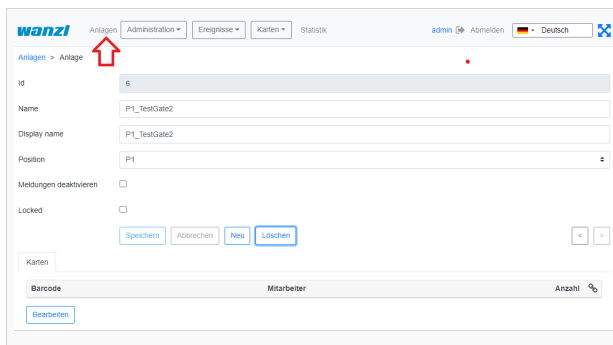 wanzl Anlagen Administration Ereignisse Karten Statistik admin Abmelden Deutsch
Anlagen > Anlage
Id 6
Name P1_TestGate2
Display name P1_TestGate2
Position P1
Meldungen deaktivieren
Locked
Speichern Abbrechen Neu Löschen < >
Karten
Barcode Mitarbeiter Anzahl
Bearbeiten